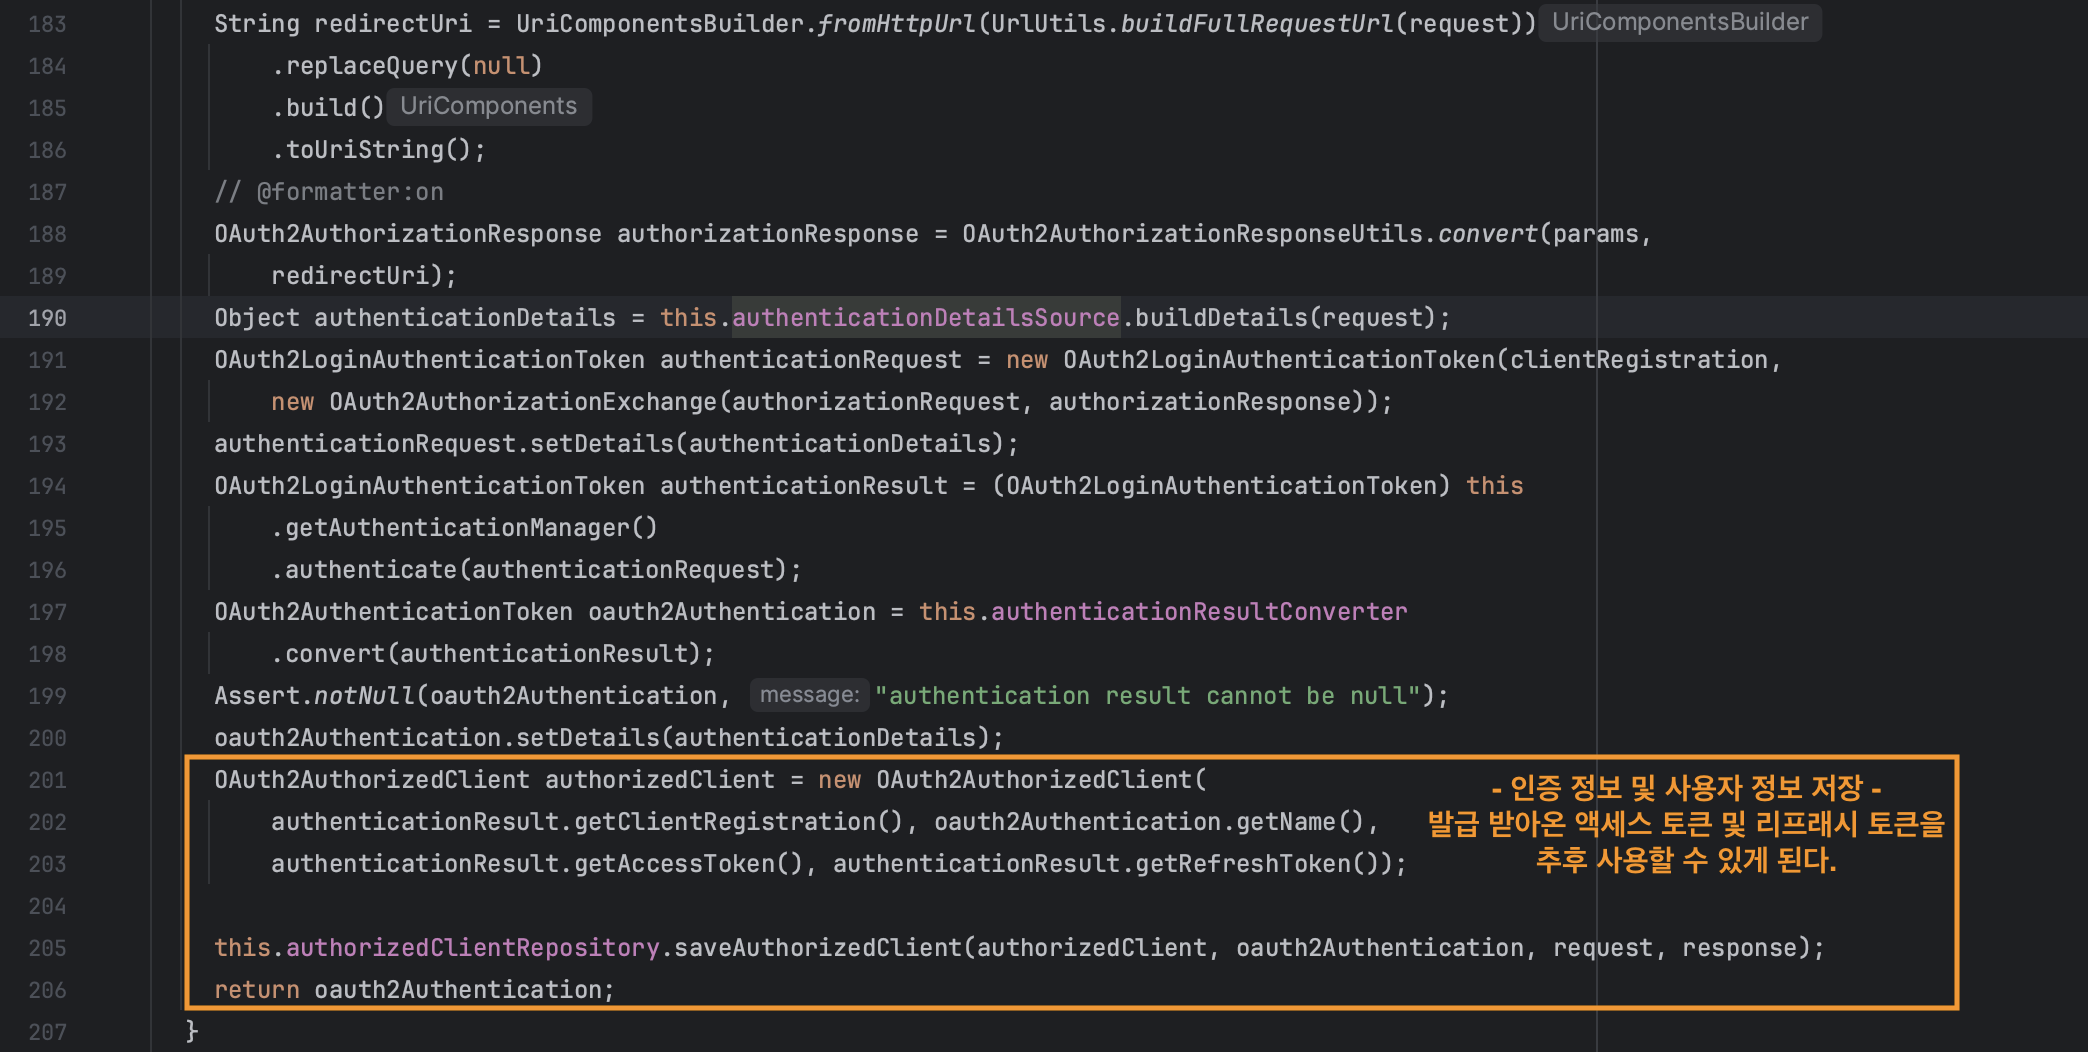 183 String redirectUri = UriComponentsBuilder.fromHttpUrl(UrlUtils.buildFullRequestUrl(request)) UriComponentsBuilder
184 .replaceQuery(null)
185 .build() UriComponents
186 .toUriString();
187 // @formatter:on
188 OAuth2AuthorizationResponse authorizationResponse = OAuth2AuthorizationResponseUtils.convert(params,
189 redirectUri);
190 Object authenticationDetails = this.authenticationDetailsSource.buildDetails(request);
191 OAuth2LoginAuthenticationToken authenticationRequest = new OAuth2LoginAuthenticationToken(clientRegistration,
192 new OAuth2AuthorizationExchange(authorizationRequest, authorizationResponse));
193 authenticationRequest.setDetails(authenticationDetails);
194 OAuth2LoginAuthenticationToken authenticationResult = (OAuth2LoginAuthenticationToken) this
195 .getAuthenticationManager()
196 .authenticate(authenticationRequest);
197 OAuth2AuthenticationToken oauth2Authentication = this.authenticationResultConverter
198 .convert(authenticationResult);
199 Assert.notNull(oauth2Authentication, message: "authentication result cannot be null");
200 oauth2Authentication.setDetails(authenticationDetails);
201 OAuth2AuthorizedClient authorizedClient = new OAuth2AuthorizedClient(
202 authenticationResult.getClientRegistration(), oauth2Authentication.getName(),
203 authenticationResult.getAccessToken(), authenticationResult.getRefreshToken());
- 인증 정보 및 사용자 정보 저장 -
발급 받아온 액세스 토큰 및 리프래시 토큰을
추후 사용할 수 있게 된다.
204
205 this.authorizedClientRepository.saveAuthorizedClient(authorizedClient, oauth2Authentication, request, response);
206 return oauth2Authentication;
207 }